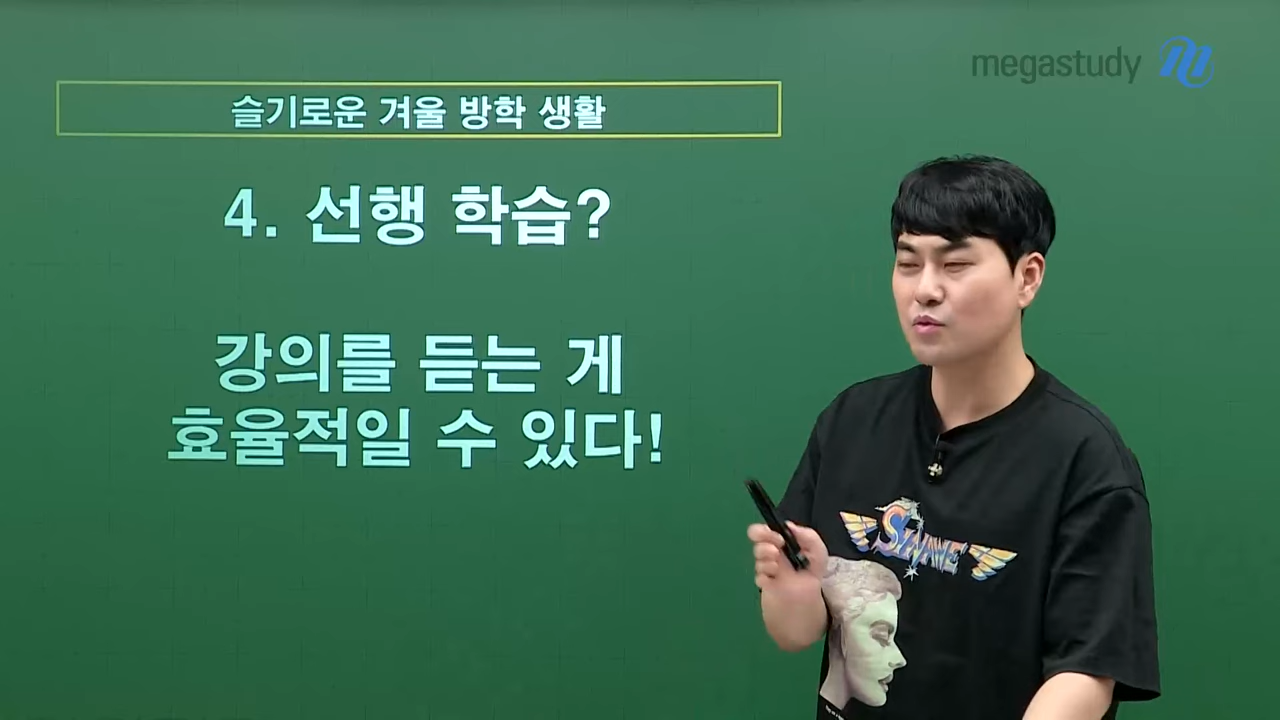 megastudy
슬기로운 겨울 방학 생활
4. 선행 학습?
강의를 듣는 게
효율적일 수 있다!